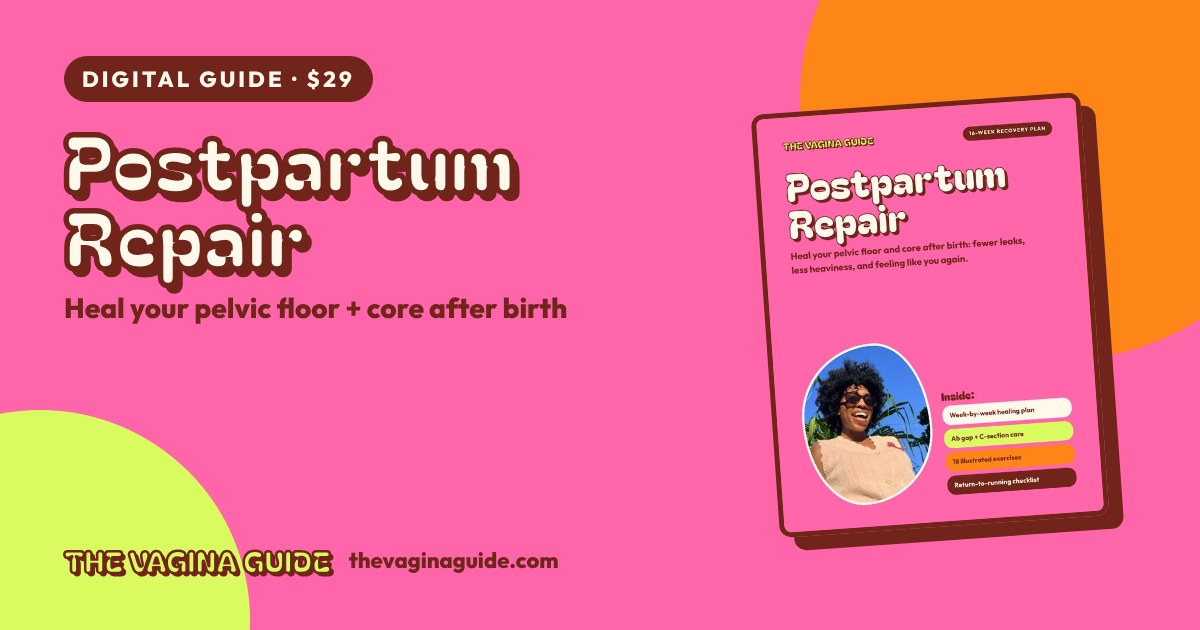 DIGITAL GUIDE · $29
Postpartum
Repair
Heal your pelvic floor + core after birth
THE VAGINA GUIDE
thevaginaguide.com
THE VAGINA GUIDE
16-WEEK RECOVERY PLAN
Postpartum
Repair
Heal your pelvic floor and core after birth: fewer leaks,
less heaviness, and feeling like you again.
Inside:
Week-by-week healing plan
Ab gap + C-section care
18 illustrated exercises
Return-to-running checklist